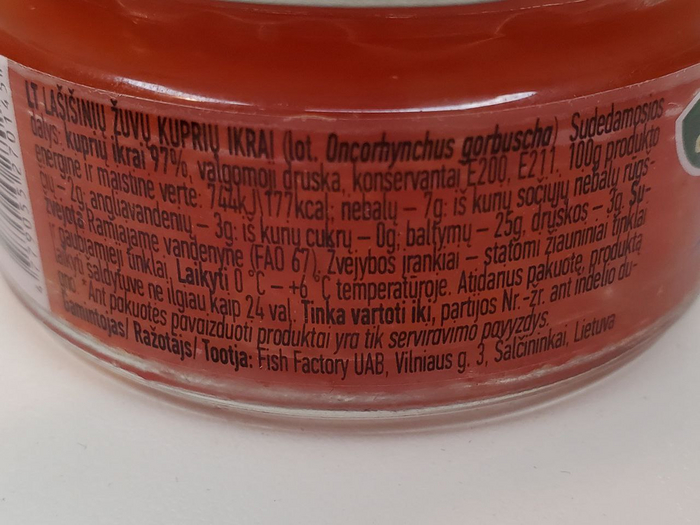 LT LAŠIŠINIŲ ŽUVŲ KUPRIŲ IKRAI (lot. Oncorhynchus gorbuscha) Sudedamosios
dalys: kuprių ikrai 97%, valgomoji druska, konservantai E200, E211. 100g produkto
energinė ir maistinė vertė: 744kJ\177kcal; nebalų – 7g: iš kurių sočiųjų nebalų rūgš-
– 2g; angliavandenių – 3g: iš kurių cukrų – 0g; baltymų – 25g, druskos – 3g. Su-
žvejota Ramiajame vandenyne (FAO 67). Žvejybos įrankiai – statomi žiauniniai tinklai
gaubiamieji tinklai. Laikyti 0 °C – +6 °C temperatūroje. Atidarius pakuotę, produktą
laikyti šaldytuve ne ilgiau kaip 24 val. Tinka vartoti iki, partijos Nr. -žr. ant indelio du-
gno. *Ant pakuotės pavaizduoti produktai yra tik serviravimo pavyzdys.
Gamintojas/ Ražotājs/ Tootja: Fish Factory UAB, Vilniaus g. 3, Šalčininkai, Lietuva